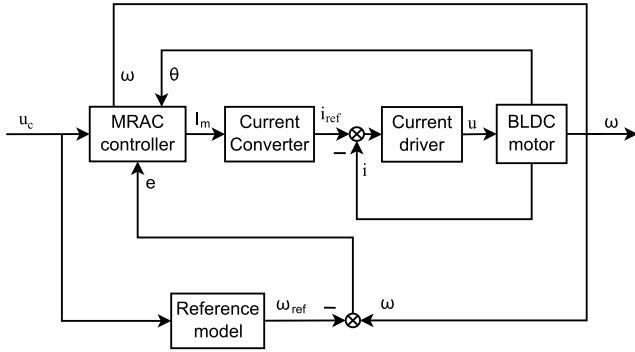 ω
θ
u_c
MRAC
controller
I_m
Current
Converter
i_ref
−
i
Current
driver
u
BLDC
motor
ω
e
Reference
model
ω_ref
−
ω